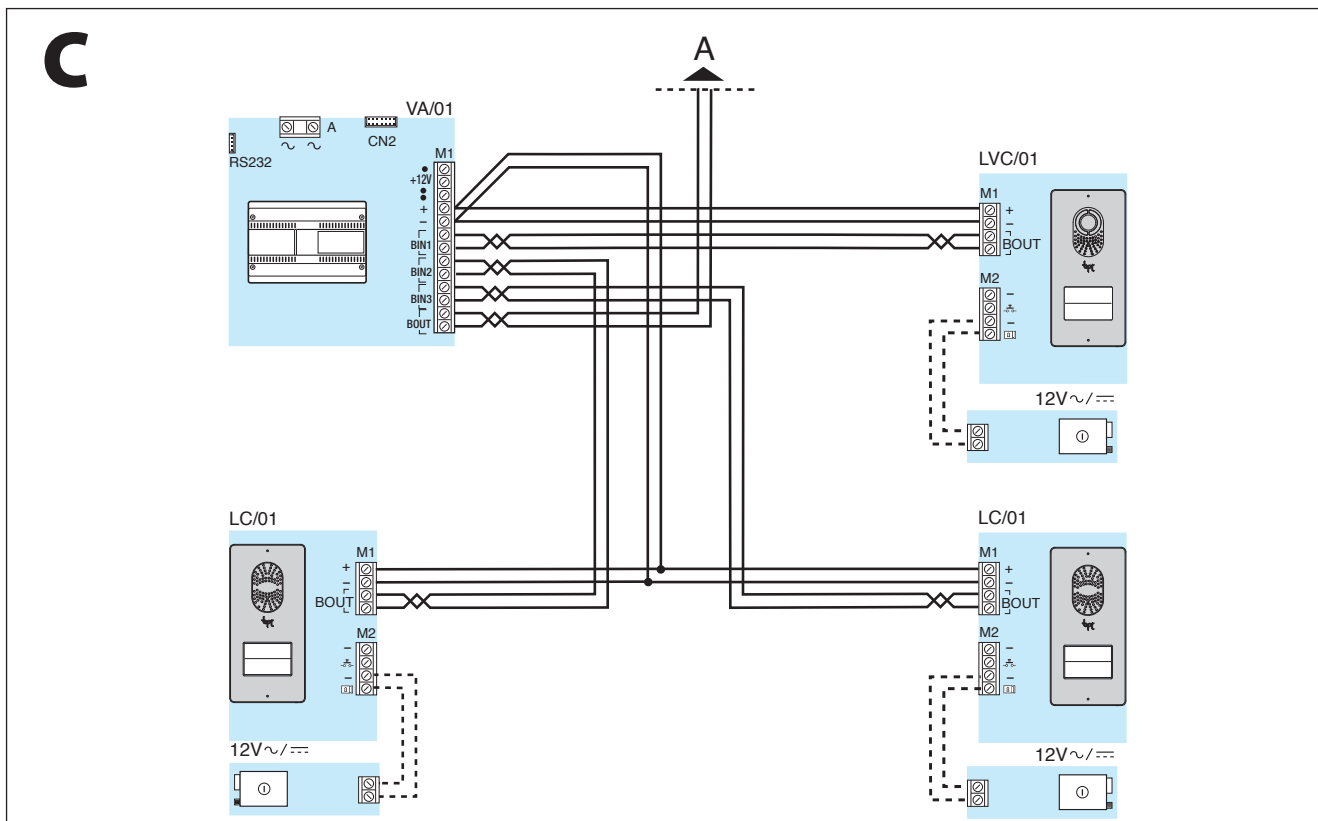 C
A
VA/01
A
CN2
RS232
M1
+12V
+
–
BIN1
BIN2
BIN3
BOUT
LVC/01
M1
+
–
BOUT
M2
–
–
12V~/⎓
LC/01
M1
+
–
BOUT
M2
–
–
12V~/⎓
LC/01
M1
+
–
BOUT
M2
–
–
12V~/⎓